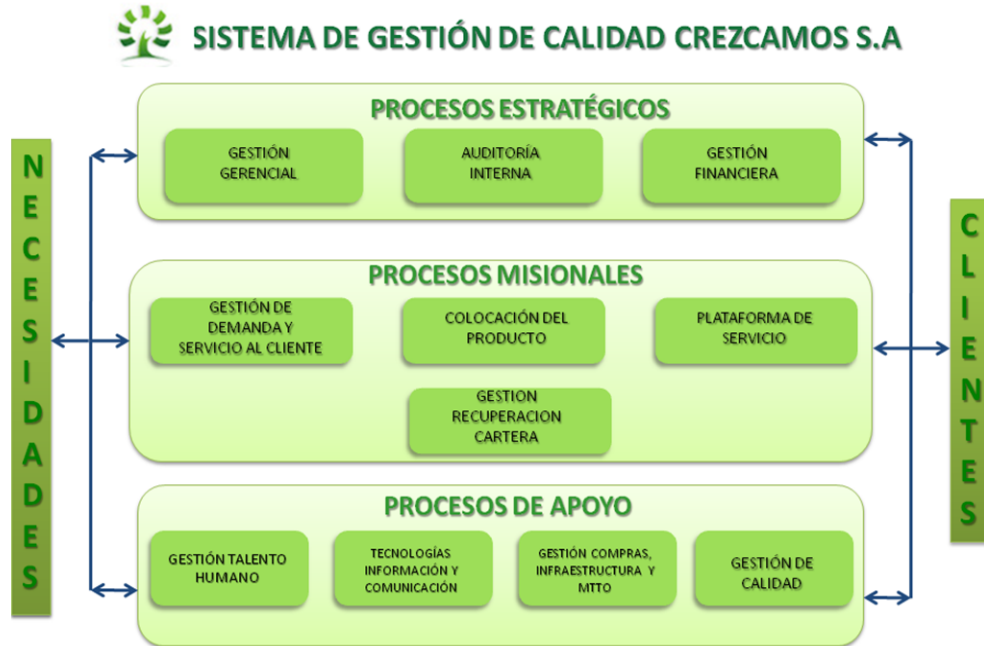 SISTEMA DE GESTIÓN DE CALIDAD CREZCAMOS S.A
NECESIDADES
PROCESOS ESTRATÉGICOS
GESTIÓN
GERENCIAL
AUDITORÍA
INTERNA
GESTIÓN
FINANCIERA
PROCESOS MISIONALES
GESTIÓN DE
DEMANDA Y
SERVICIO AL CLIENTE
COLOCACIÓN DEL
PRODUCTO
PLATAFORMA DE
SERVICIO
GESTION
RECUPERACION
CARTERA
PROCESOS DE APOYO
GESTIÓN TALENTO
HUMANO
TECNOLOGÍAS
INFORMACIÓN Y
COMUNICACIÓN
GESTIÓN COMPRAS,
INFRAESTRUCTURA Y
MTTO
GESTIÓN DE
CALIDAD
CLIENTES